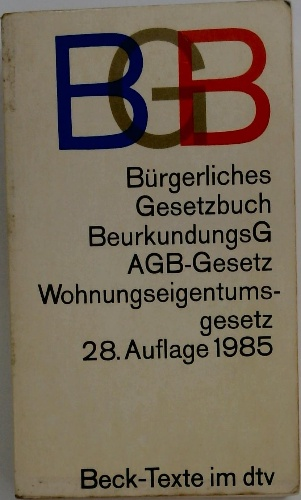 BGB
Bürgerliches
Gesetzbuch
BeurkundungsG
AGB-Gesetz
Wohnungseigentums-
gesetz
28. Auflage 1985
Beck-Texte im dtv